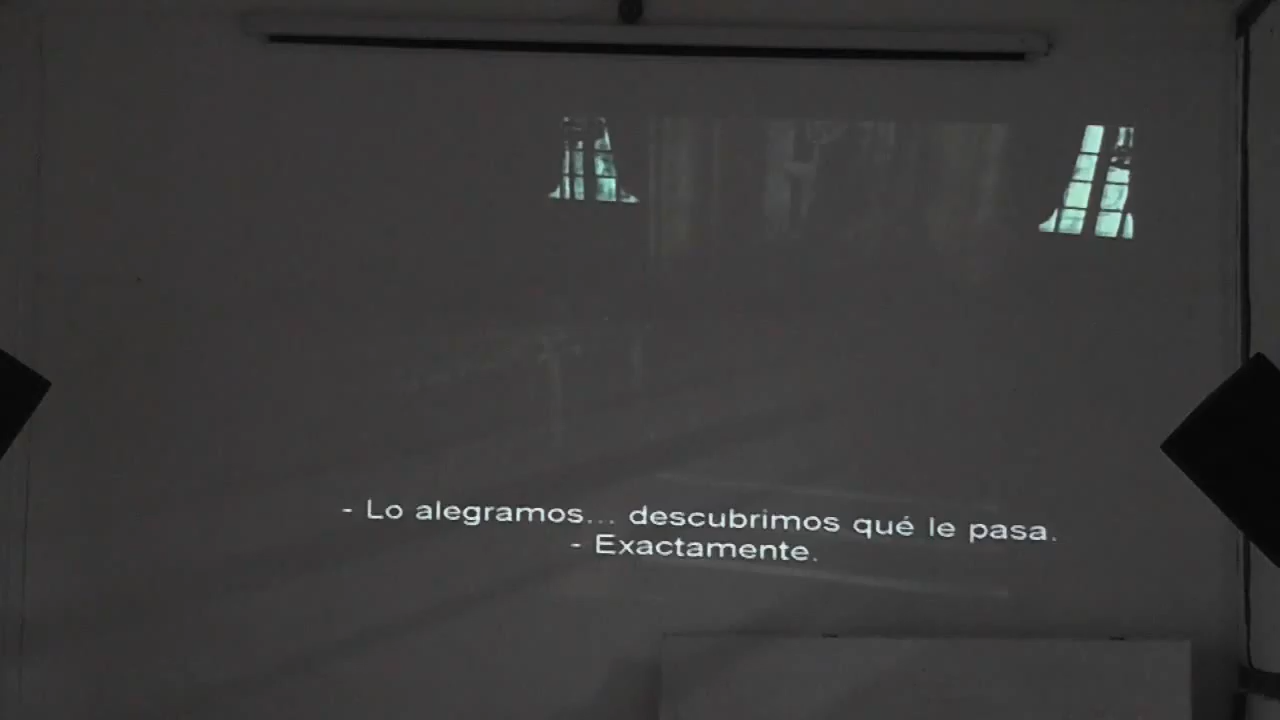 - Lo alegramos... descubrimos qué le pasa.
- Exactamente.